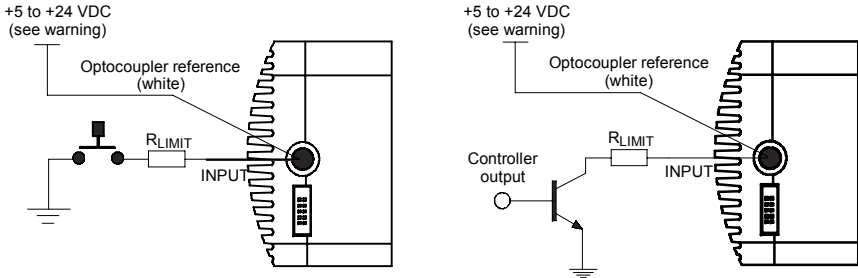 +5 to +24 VDC
(see warning)
Optocoupler reference
(white)
RLIMIT
INPUT
+5 to +24 VDC
(see warning)
Optocoupler reference
(white)
RLIMIT
Controller
output
INPUT